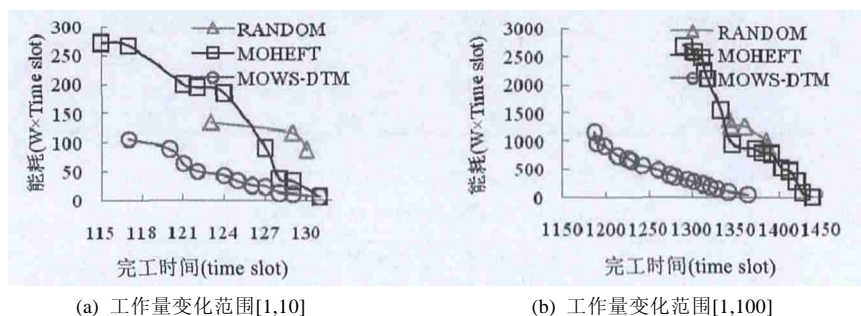 300
250
200
150
100
50
0
能耗(W×Time slot)
RANDOM
MOHEFT
MOWS-DTM
115 118 121 124 127 130
完工时间(time slot)
(a) 工作量变化范围[1,10]
3000
2500
2000
1500
1000
500
0
能耗(W×Time slot)
RANDOM
MOHEFT
MOWS-DTM
1150 1200 1250 1300 1350 1400 1450
完工时间(time slot)
(b) 工作量变化范围[1,100]